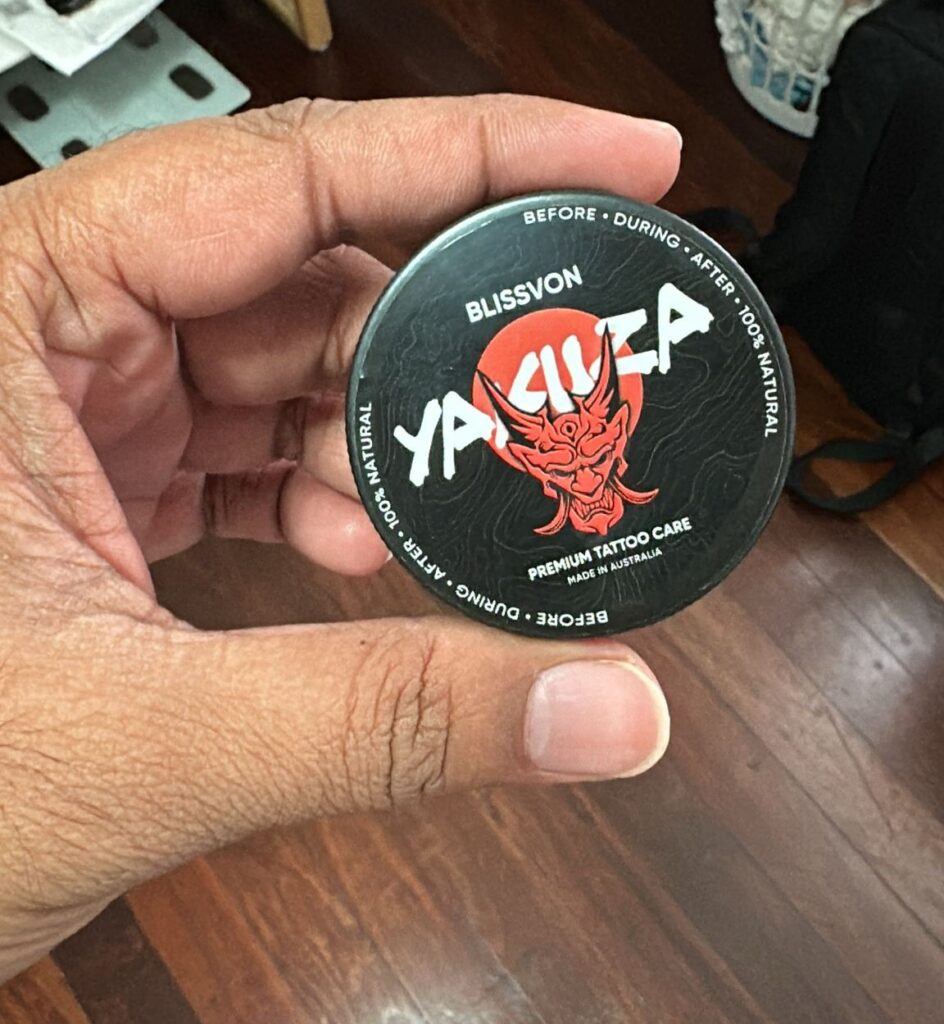 BEFORE • DURING • AFTER • 100% NATURAL
BLISSVON
YAKUZA
PREMIUM TATTOO CARE
MADE IN AUSTRALIA
BEFORE • DURING • AFTER • 100% NATURAL